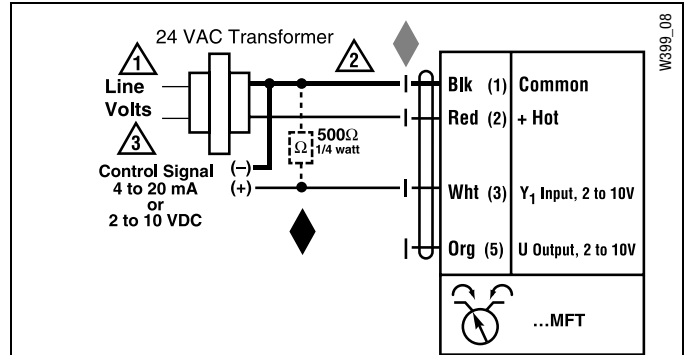 24 VAC Transformer
W399_08
1
2
Line
Volts
Blk (1) Common
Red (2) + Hot
3
500Ω
1/4 watt
Ω
Control Signal
4 to 20 mA
or
2 to 10 VDC
(–)
(+)
Wht (3) Y₁ Input, 2 to 10V
Org (5) U Output, 2 to 10V
...MFT